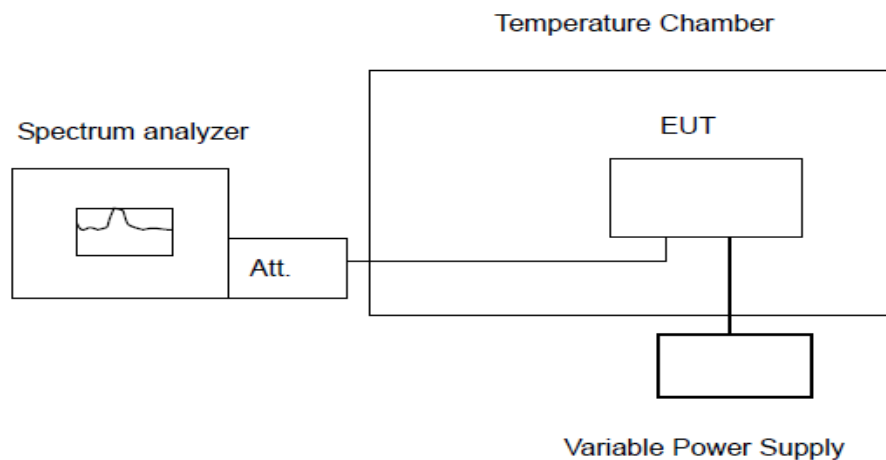 Temperature Chamber
Spectrum analyzer
EUT
Att.
Variable Power Supply